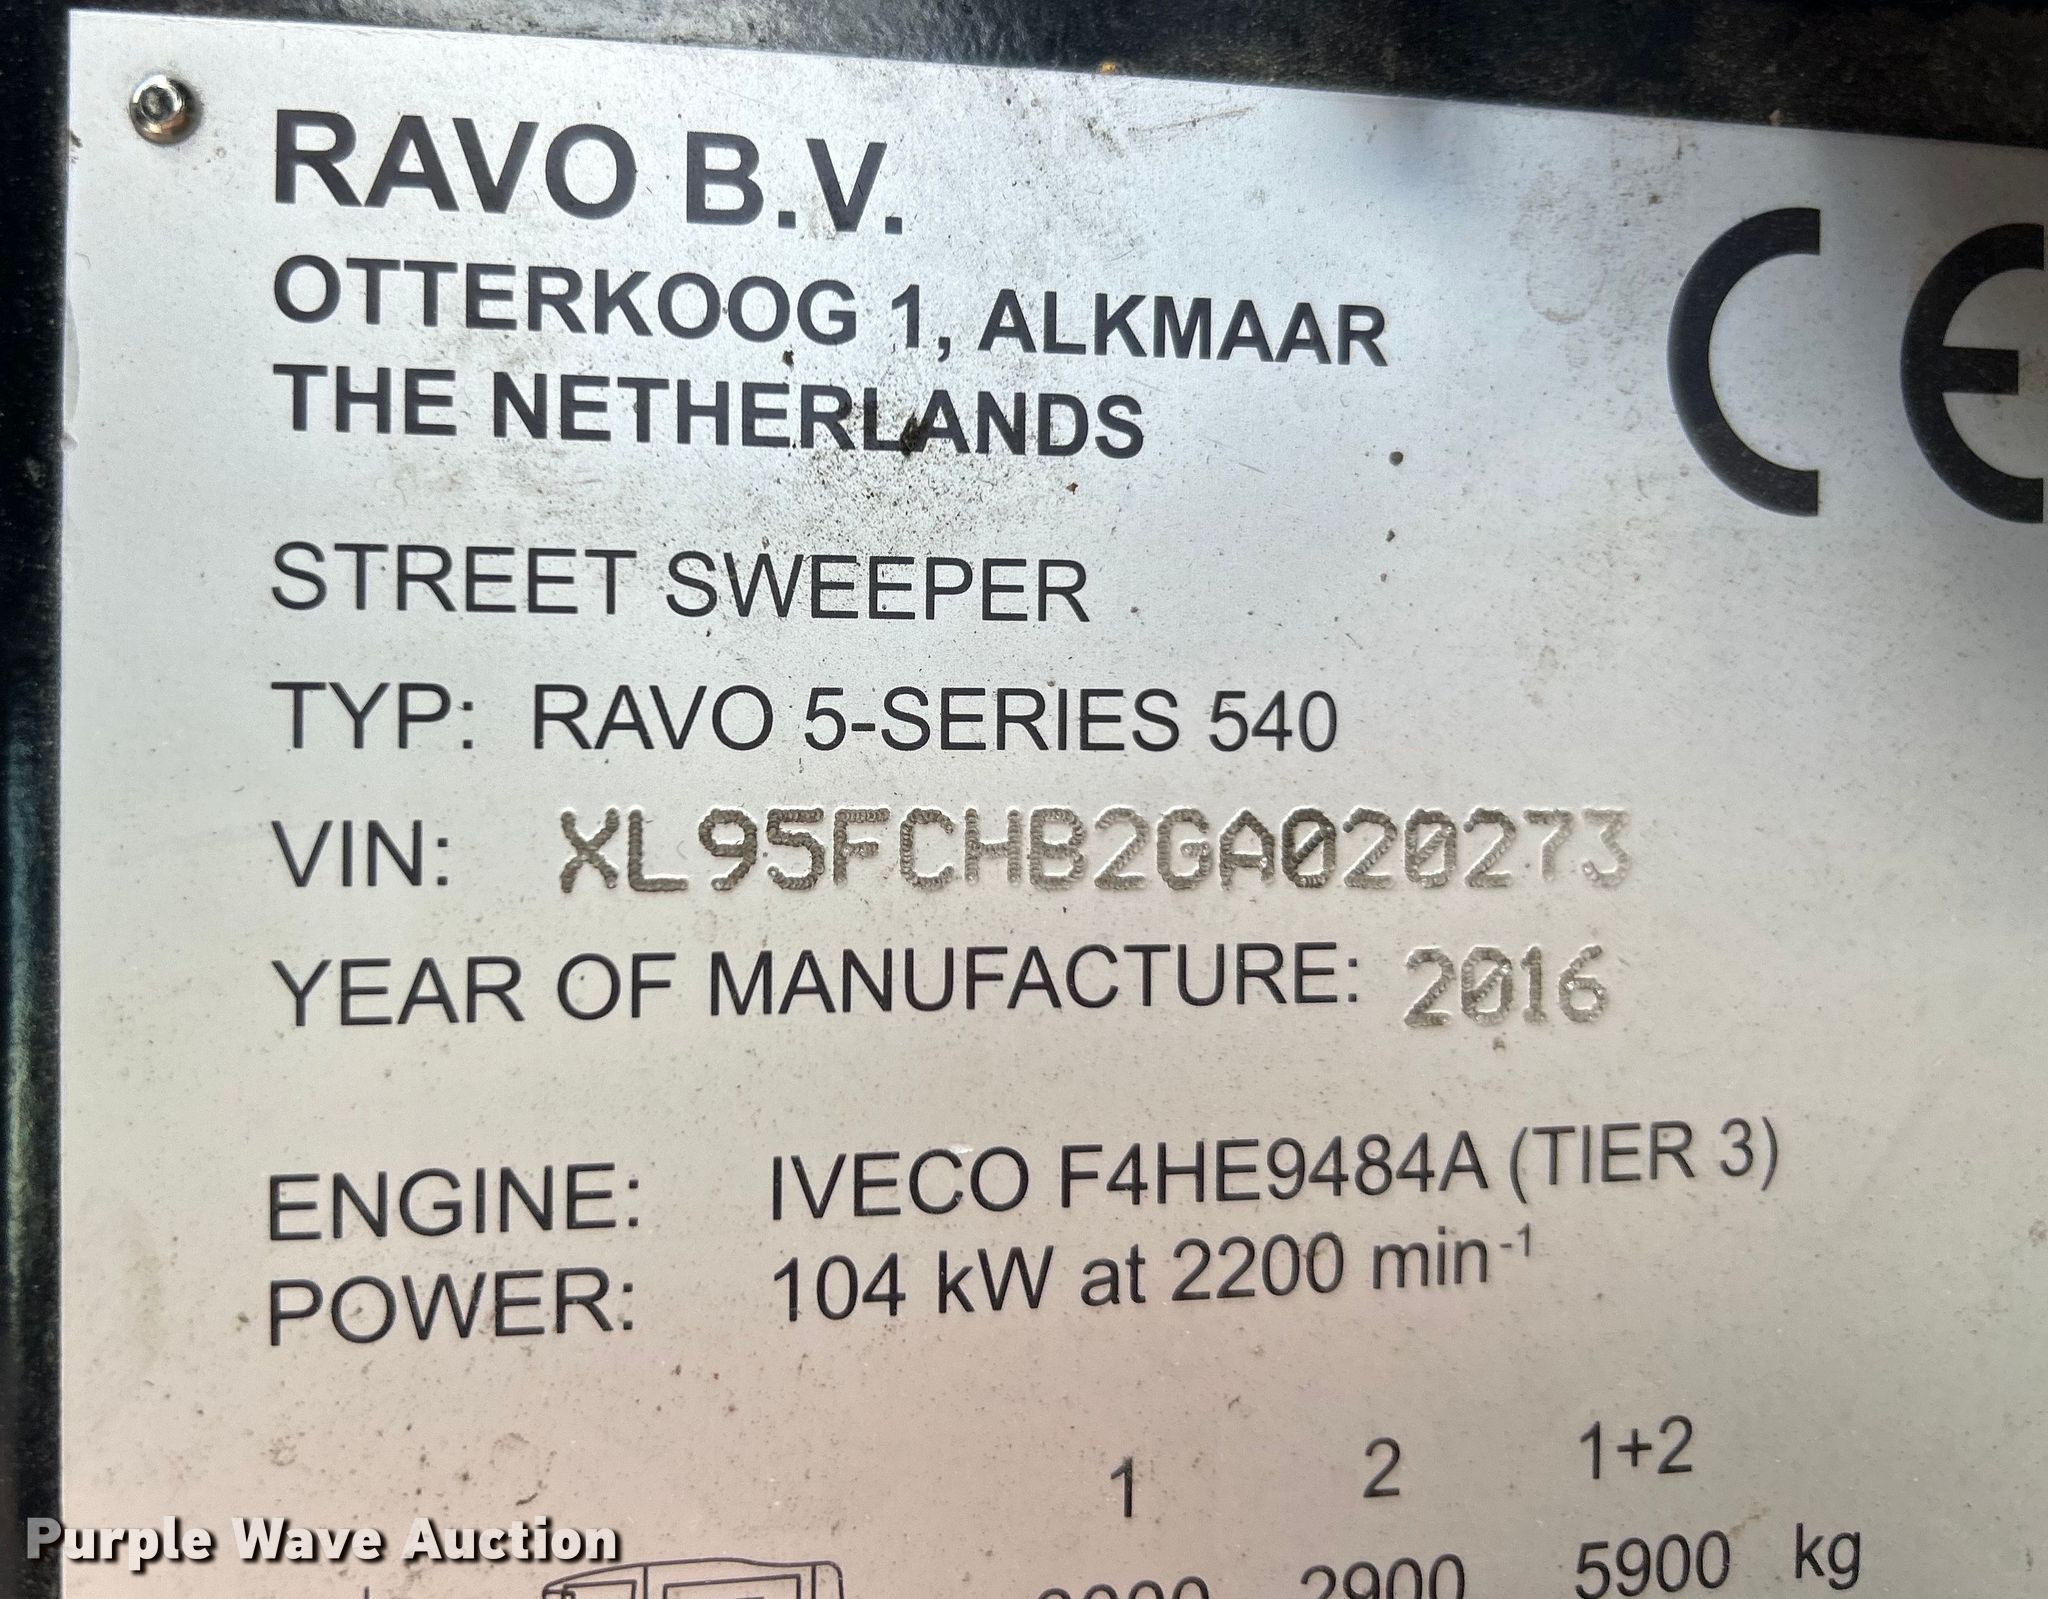 RAVO B.V.
OTTERKOOG 1, ALKMAAR
THE NETHERLANDS
CE
STREET SWEEPER
TYP: RAVO 5-SERIES 540
VIN: XL95FCHB2GA020273
YEAR OF MANUFACTURE: 2016
ENGINE: IVECO F4HE9484A (TIER 3)
POWER: 104 kW at 2200 min⁻¹
1 2 1+2
2900 5900 kg
Purple Wave Auction